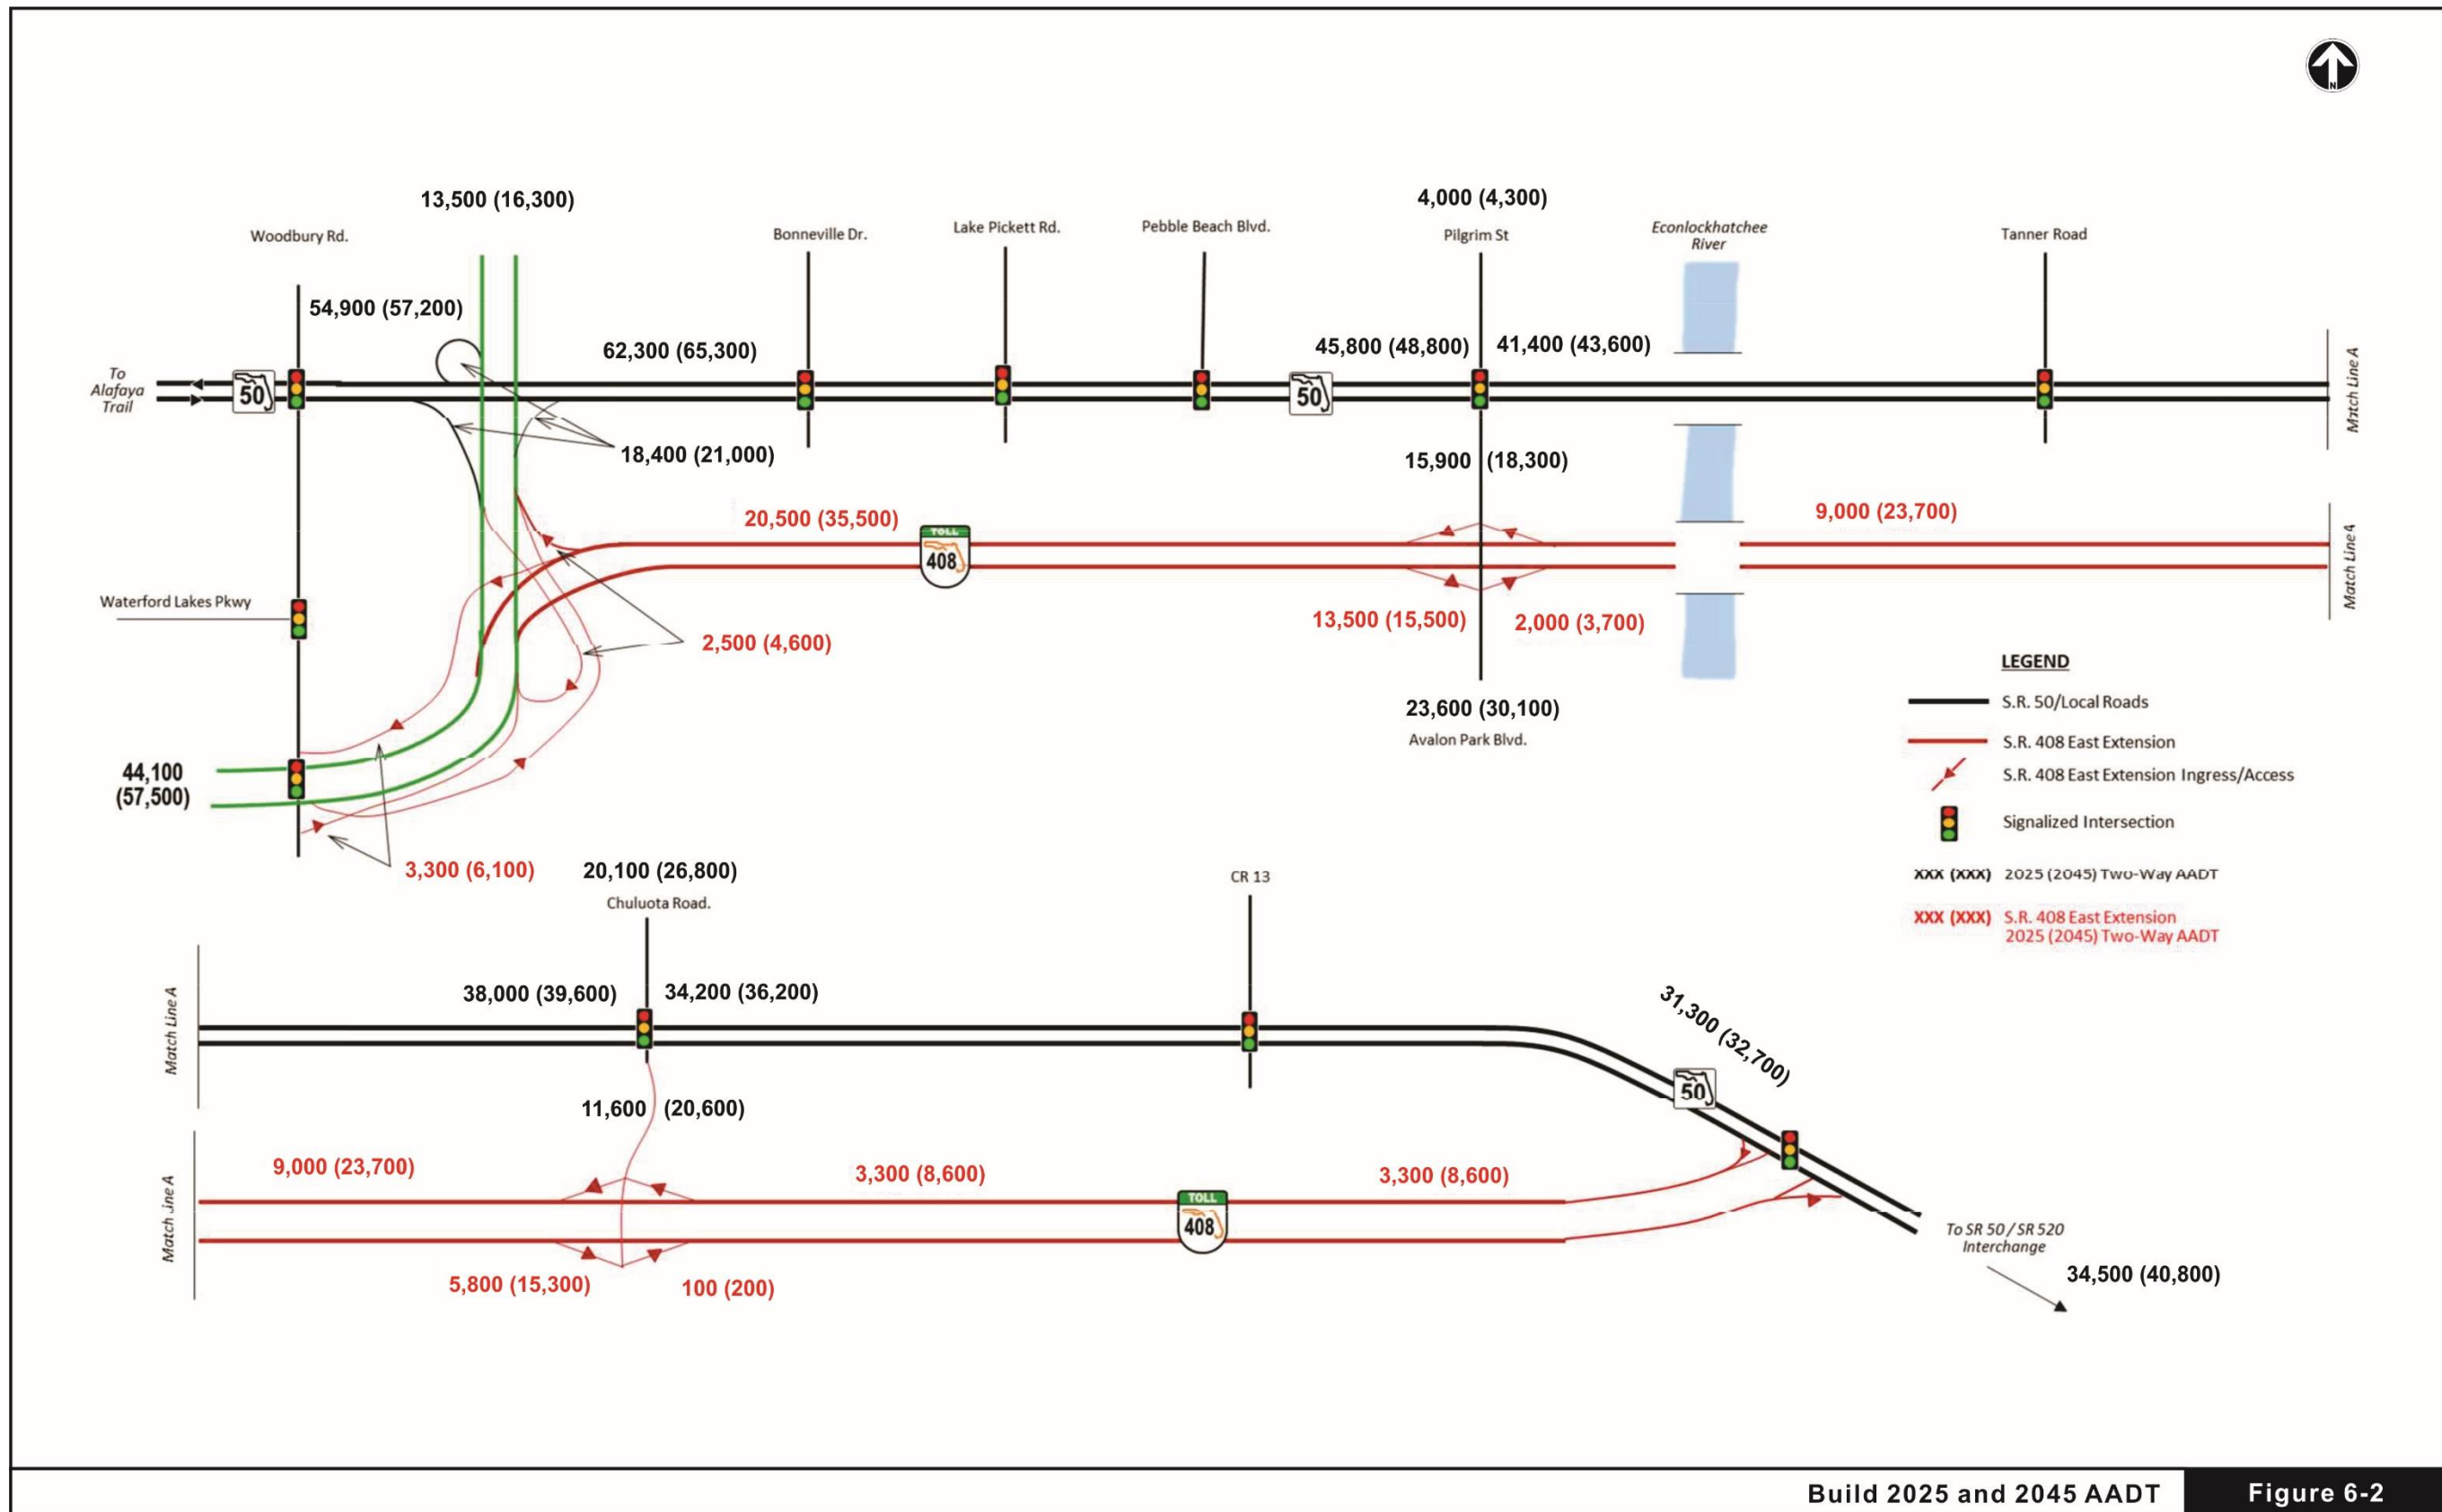 N
13,500 (16,300)
4,000 (4,300)
Woodbury Rd.
Bonneville Dr.
Lake Pickett Rd.
Pebble Beach Blvd.
Pilgrim St
Econlockhatchee
River
Tanner Road
54,900 (57,200)
62,300 (65,300)
45,800 (48,800)
41,400 (43,600)
To
Alafaya
Trail
50
50
Match Line A
18,400 (21,000)
15,900 (18,300)
20,500 (35,500)
TOLL
408
9,000 (23,700)
Match Line A
Waterford Lakes Pkwy
13,500 (15,500)
2,000 (3,700)
2,500 (4,600)
23,600 (30,100)
Avalon Park Blvd.
44,100
(57,500)
3,300 (6,100)
LEGEND
S.R. 50/Local Roads
S.R. 408 East Extension
S.R. 408 East Extension Ingress/Access
Signalized Intersection
XXX (XXX) 2025 (2045) Two-Way AADT
XXX (XXX) S.R. 408 East Extension
2025 (2045) Two-Way AADT
20,100 (26,800)
Chuluota Road.
CR 13
Match Line A
38,000 (39,600)
34,200 (36,200)
31,300 (32,700)
50
11,600 (20,600)
Match ine A
9,000 (23,700)
3,300 (8,600)
3,300 (8,600)
TOLL
408
5,800 (15,300)
100 (200)
To SR 50 / SR 520
Interchange
34,500 (40,800)
Build 2025 and 2045 AADT
Figure 6-2